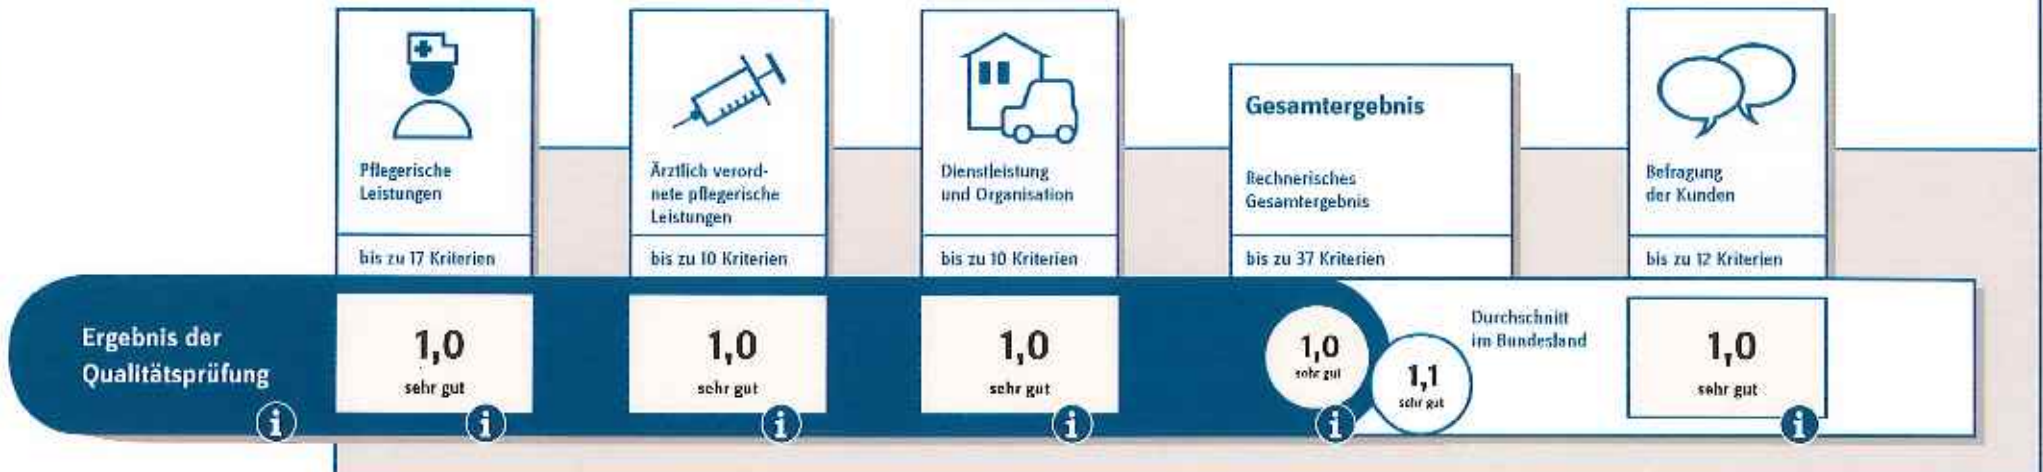 Pflegerische
Leistungen
bis zu 17 Kriterien
Ärztlich verord-
nete pflegerische
Leistungen
bis zu 10 Kriterien
Dienstleistung
und Organisation
bis zu 10 Kriterien
Gesamtergebnis
Rechnerisches
Gesamtergebnis
bis zu 37 Kriterien
Befragung
der Kunden
bis zu 12 Kriterien
Ergebnis der
Qualitätsprüfung
1,0
sehr gut
1,0
sehr gut
1,0
sehr gut
1,0
sehr gut
1,1
sehr gut
Durchschnitt
im Bundesland
1,0
sehr gut